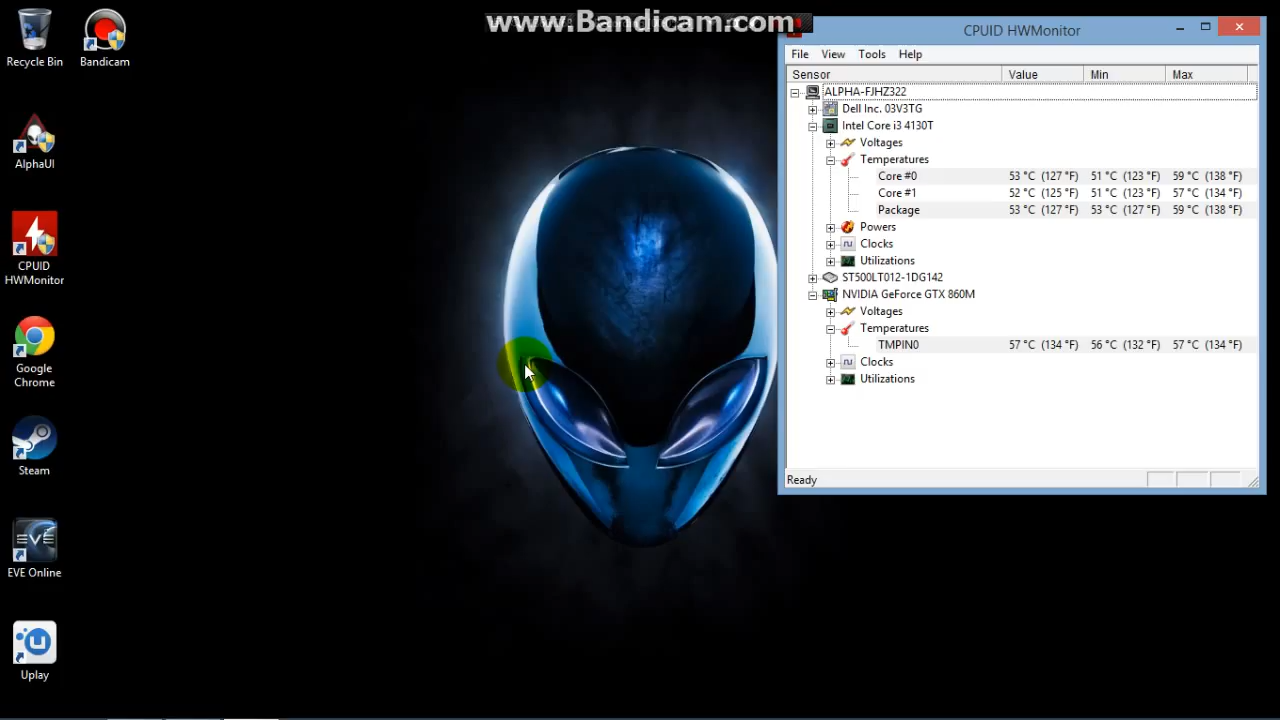 www.Bandicam.com
Recycle Bin
Bandicam
AlphaUI
CPUID
HWMonitor
Google
Chrome
Steam
EVE
EVE Online
Uplay
CPUID HWMonitor
File View Tools Help
Sensor Value Min Max
ALPHA-FJHZ322
Dell Inc. 03V3TG
Intel Core i3 4130T
Voltages
Temperatures
Core #0 53 °C (127 °F) 51 °C (123 °F) 59 °C (138 °F)
Core #1 52 °C (125 °F) 51 °C (123 °F) 57 °C (134 °F)
Package 53 °C (127 °F) 53 °C (127 °F) 59 °C (138 °F)
Powers
Clocks
Utilizations
ST500LT012-1DG142
NVIDIA GeForce GTX 860M
Voltages
Temperatures
TMPIN0 57 °C (134 °F) 56 °C (132 °F) 57 °C (134 °F)
Clocks
Utilizations
Ready